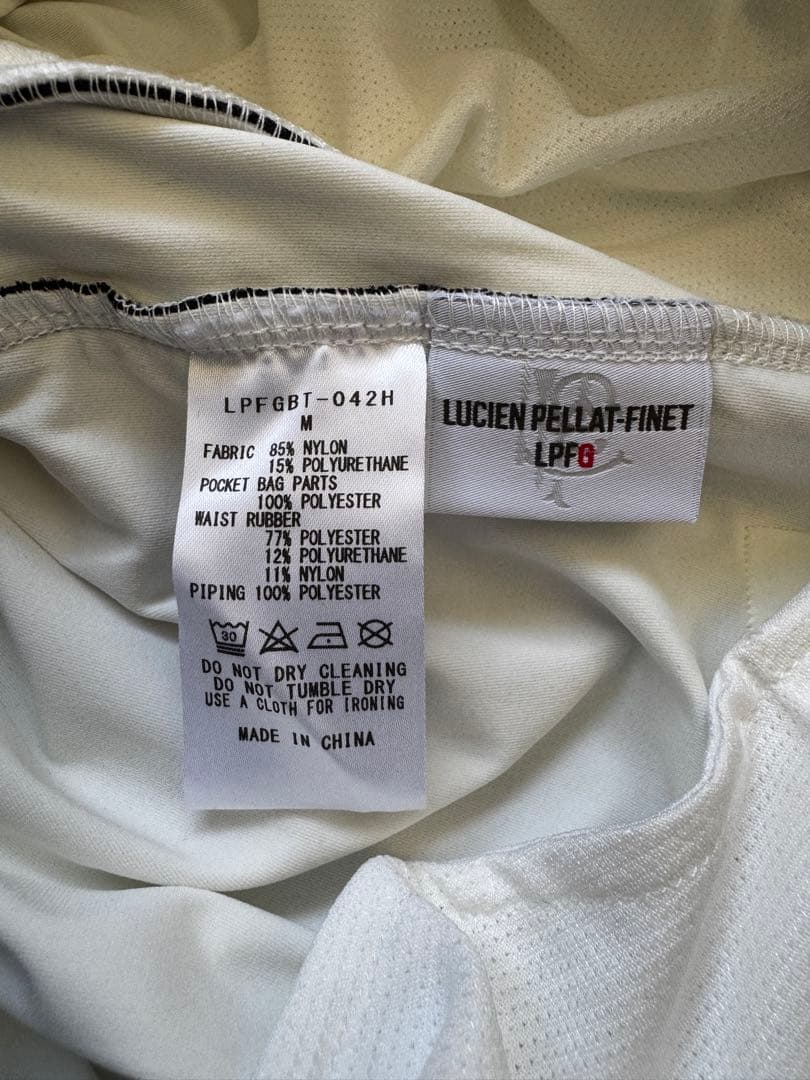 LPFGBT-042H
M
FABRIC 85% NYLON
15% POLYURETHANE
POCKET BAG PARTS
100% POLYESTER
WAIST RUBBER
77% POLYESTER
12% POLYURETHANE
11% NYLON
PIPING 100% POLYESTER
30
DO NOT DRY CLEANING
DO NOT TUMBLE DRY
USE A CLOTH FOR IRONING
MADE IN CHINA
LUCIEN PELLAT-FINET
LPFG